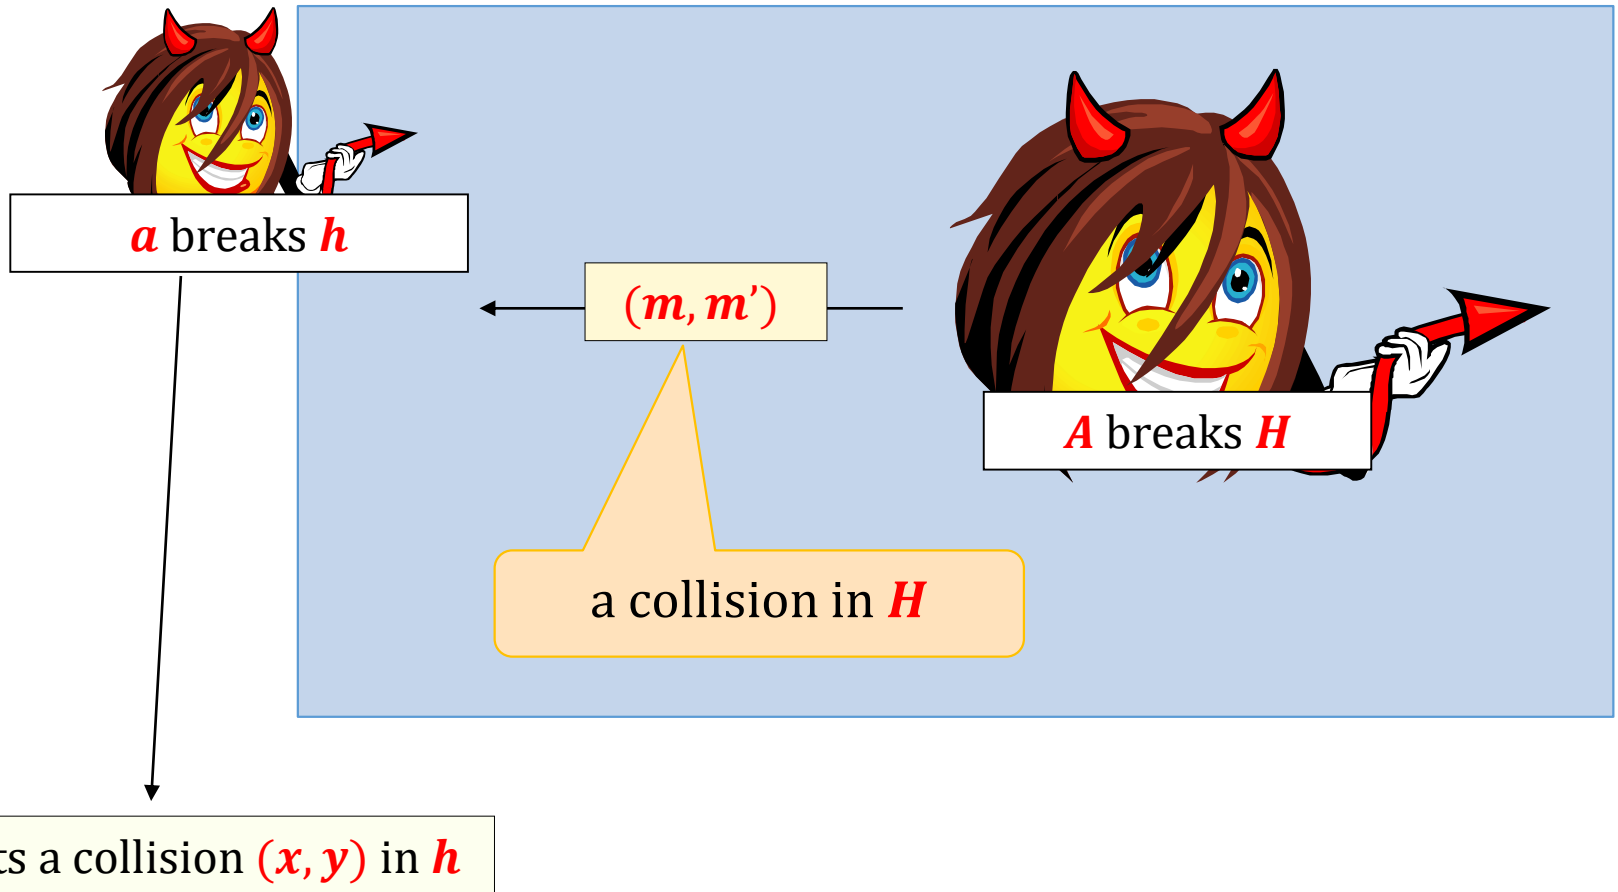 a breaks h
(m, m’)
A breaks H
a collision in H
a collision (x, y) in h